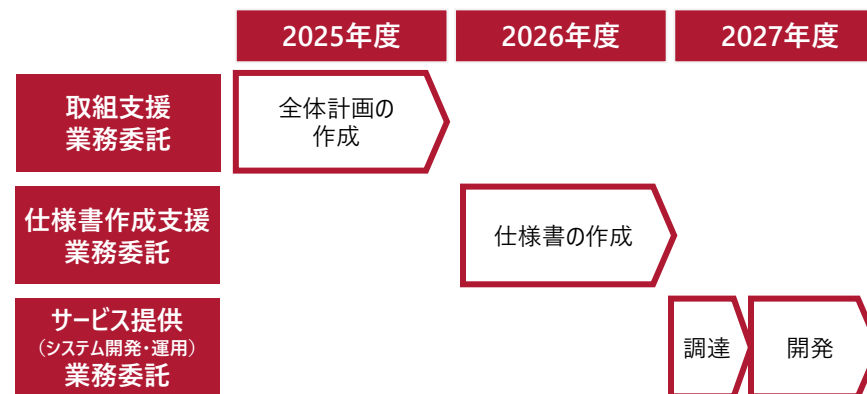 2025年度
2026年度
2027年度
取組支援
業務委託
全体計画の
作成
仕様書作成支援
業務委託
仕様書の作成
サービス提供
（システム開発・運用）
業務委託
調達
開発